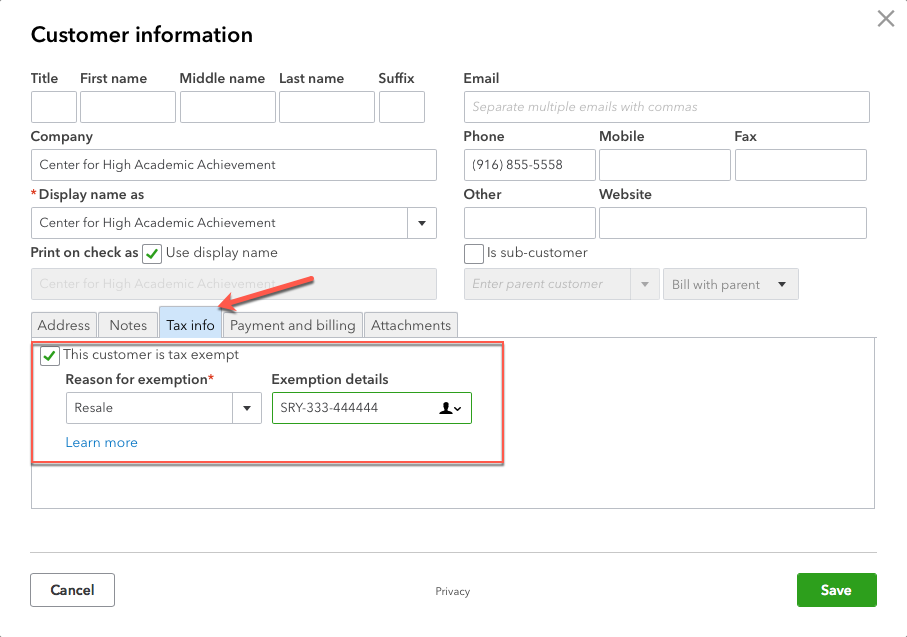 Customer information
Title First name Middle name Last name Suffix Email
Separate multiple emails with commas
Company Phone Mobile Fax
Center for High Academic Achievement (916) 855-5558
*Display name as Other Website
Center for High Academic Achievement
Print on check as Use display name Is sub-customer
Center for High Academic Achievement Enter parent customer Bill with parent
Address Notes Tax info Payment and billing Attachments
This customer is tax exempt
Reason for exemption* Exemption details
Resale SRY-333-444444
Learn more
Cancel Privacy Save